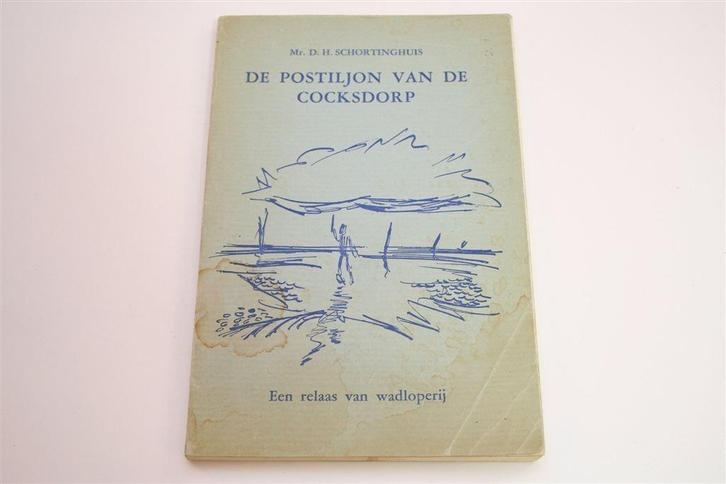 Mr. D. H. SCHORTINGHUIS
DE POSTILJON VAN DE
COCKSDORP
Een relaas van wadloperij